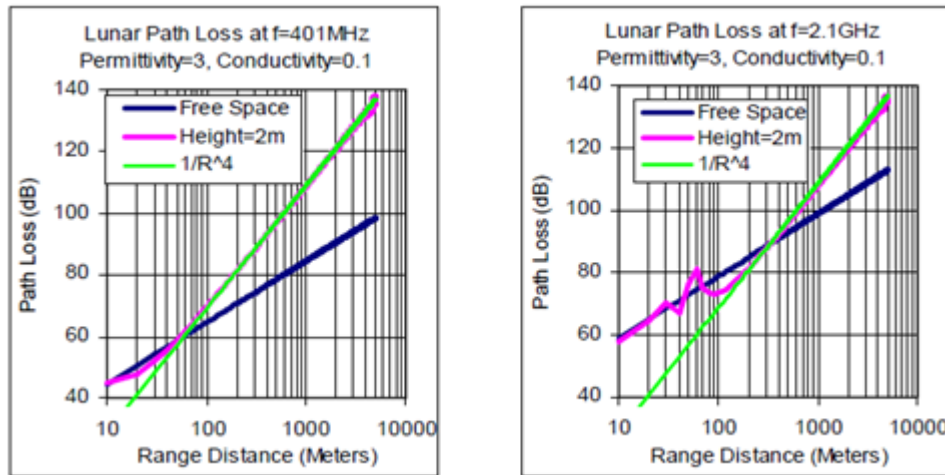 Lunar Path Loss at f=401MHz
Permittivity=3, Conductivity=0.1
140
120
100
80
60
40
Path Loss (dB)
Free Space
Height=2m
1/R^4
10
100
1000
10000
Range Distance (Meters)
Lunar Path Loss at f=2.1GHz
Permittivity=3, Conductivity=0.1
140
120
100
80
60
40
Path Loss (dB)
Free Space
Height=2m
1/R^4
10
100
1000
10000
Range Distance (Meters)